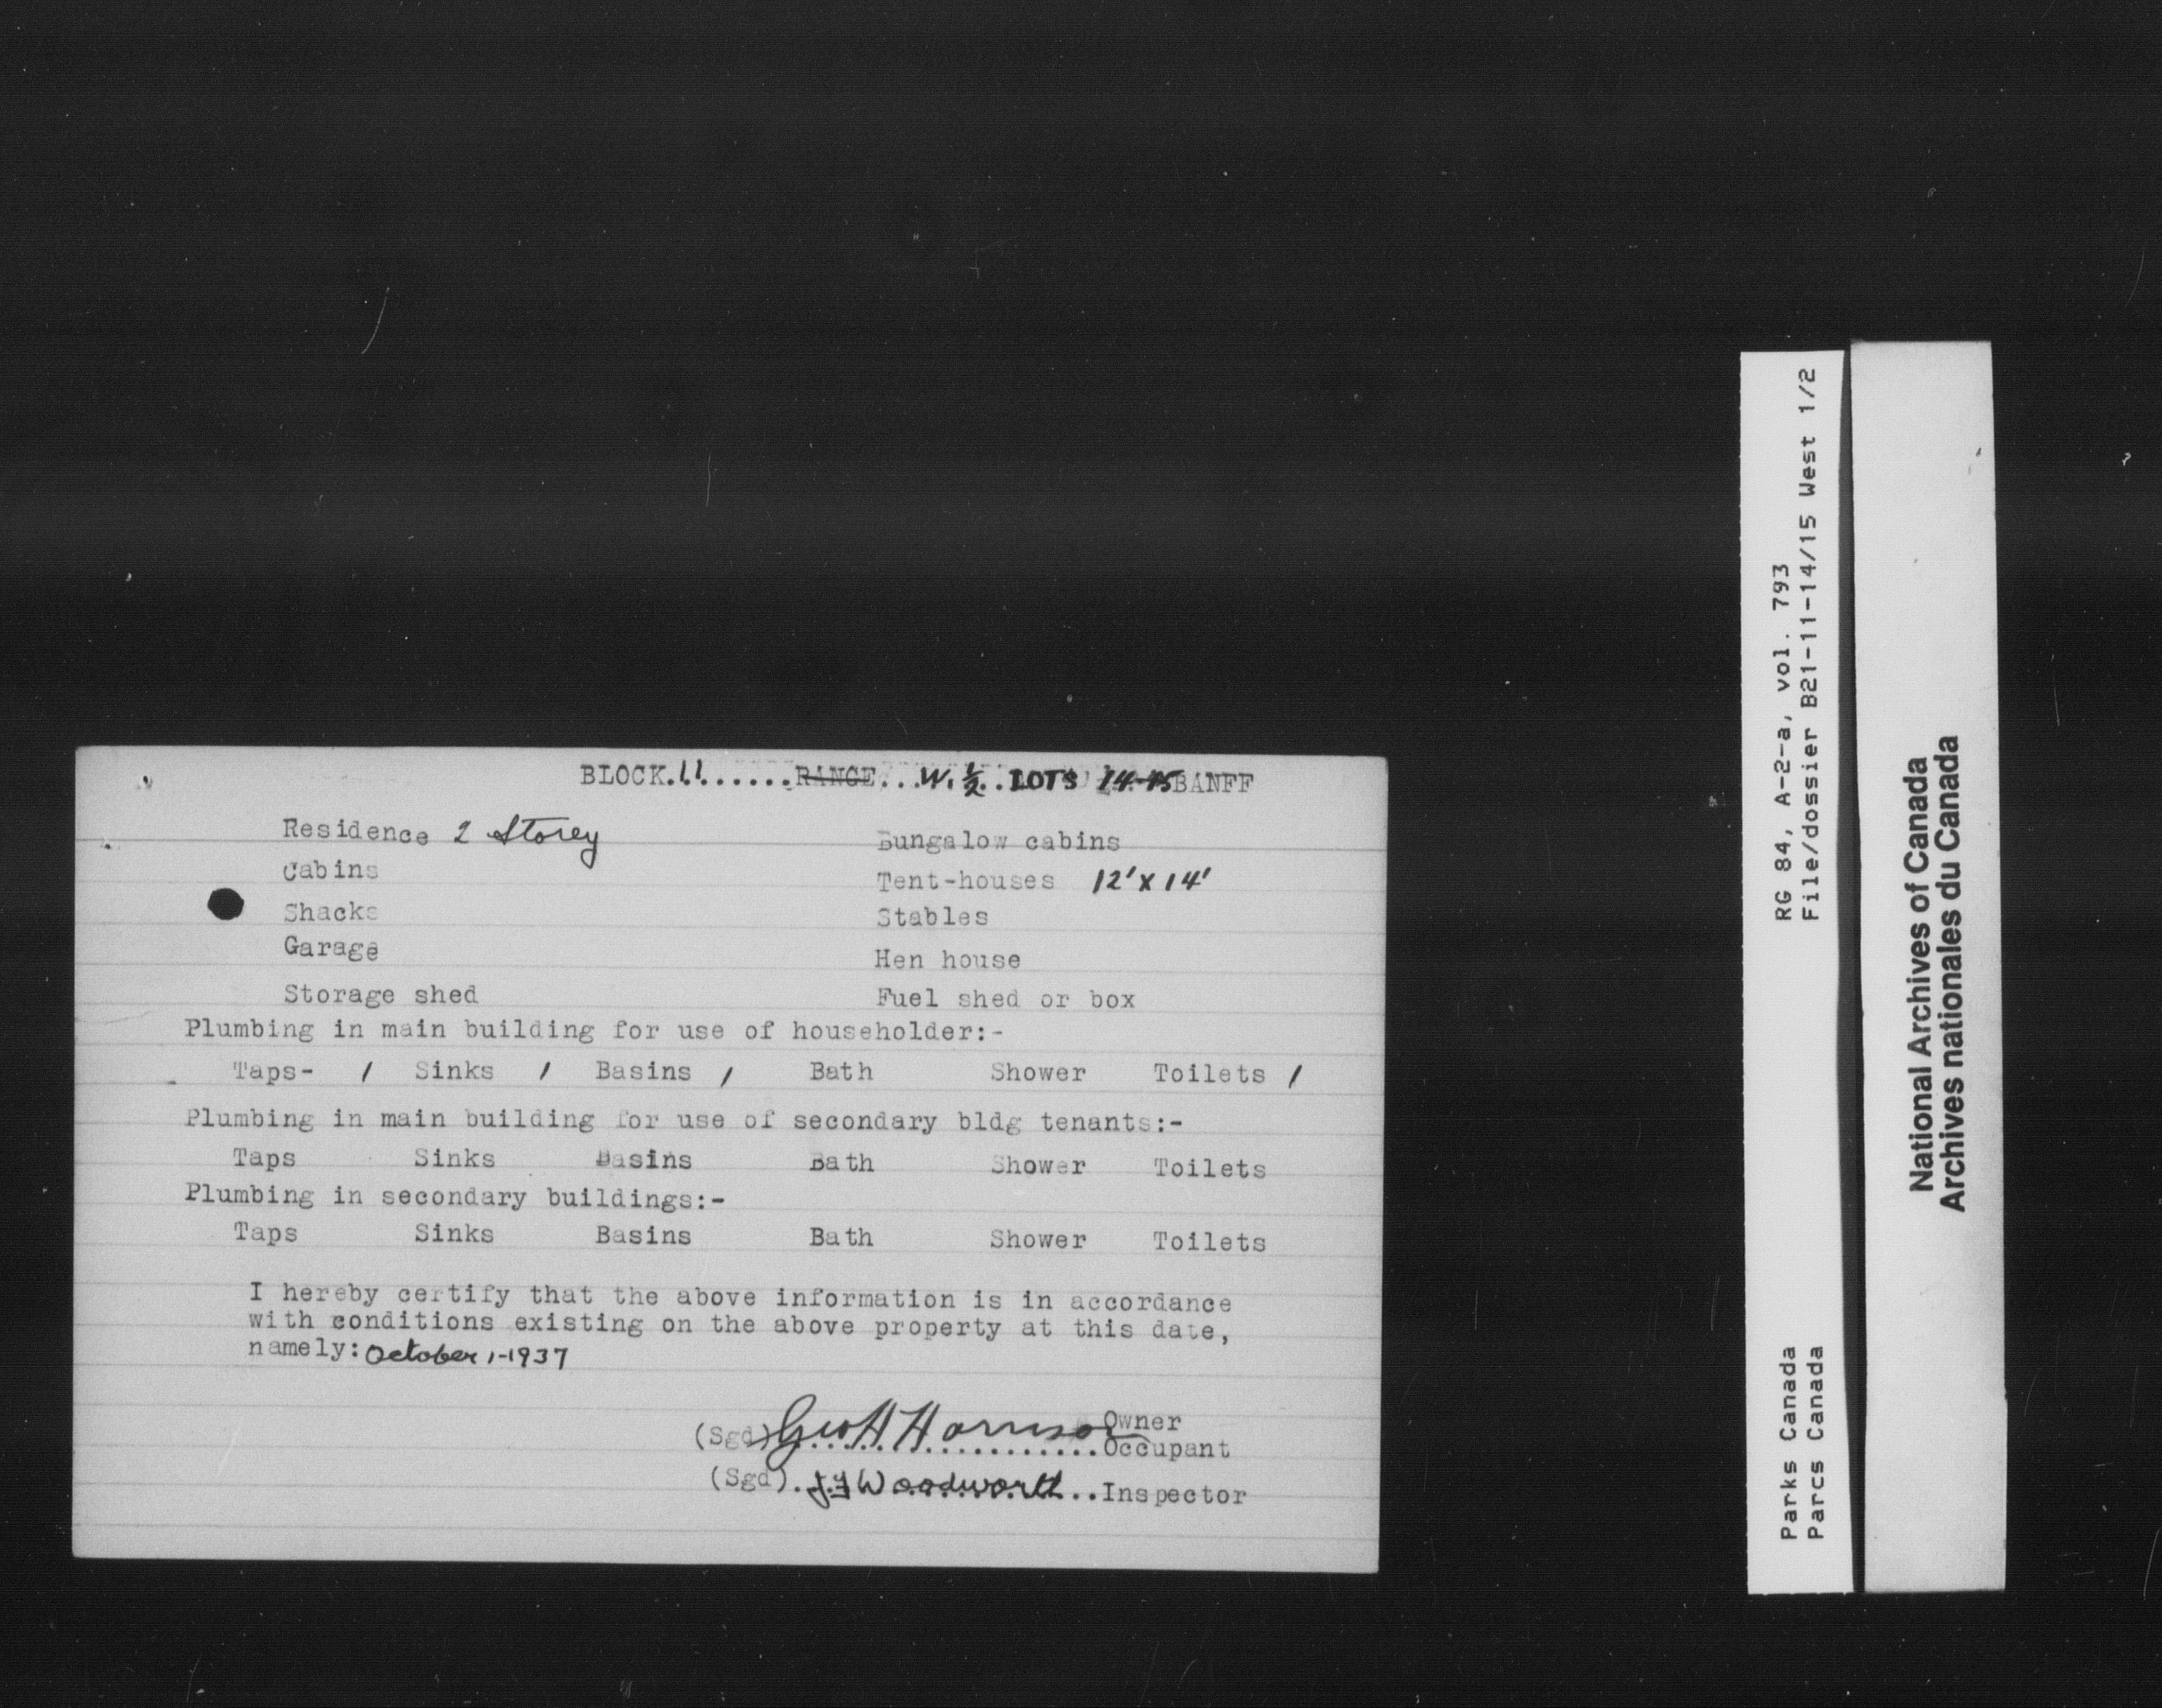 BLOCK.11.......RANGE...W. ½..LOTS 14-15 BANFF
Residence 2 Storey Bungalow cabins
Cabins Tent-houses 12'X14'
Shacks Stables
Garage Hen house
Storage shed Fuel shed or box
Plumbing in main building for use of householder:-
Taps- / Sinks / Basins / Bath Shower Toilets /
Plumbing in main building for use of secondary bldg tenants:-
Taps Sinks Basins Bath Shower Toilets
Plumbing in secondary buildings:-
Taps Sinks Basins Bath Shower Toilets
I hereby certify that the above information is in accordance
with conditions existing on the above property at this date,
namely: October 1-1937
(Sgd) Geo H Harrison Owner
Occupant
(Sgd). Woodworth..Inspector
RG 84, A-2-a, vol. 793
File/dossier B21-11-14/15 West 1/2
Parks Canada
Parcs Canada
National Archives of Canada
Archives nationales du Canada